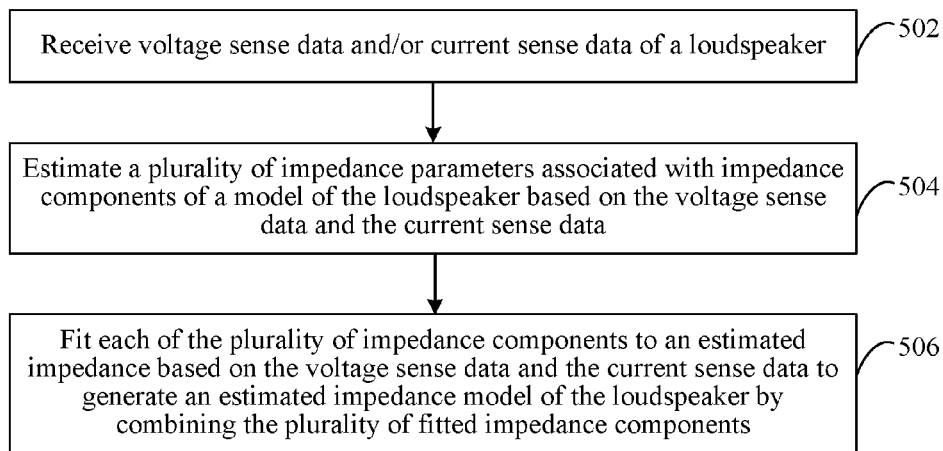 Receive voltage sense data and/or current sense data of a loudspeaker
502
Estimate a plurality of impedance parameters associated with impedance
components of a model of the loudspeaker based on the voltage sense
data and the current sense data
504
Fit each of the plurality of impedance components to an estimated
impedance based on the voltage sense data and the current sense data to
generate an estimated impedance model of the loudspeaker by
combining the plurality of fitted impedance components
506